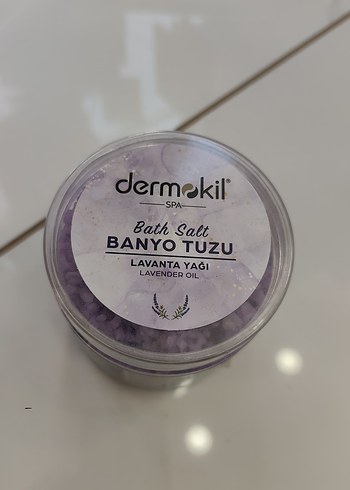 dermokil®
SPA
Bath Salt
BANYO TUZU
LAVANTA YAĞI
LAVENDER OIL